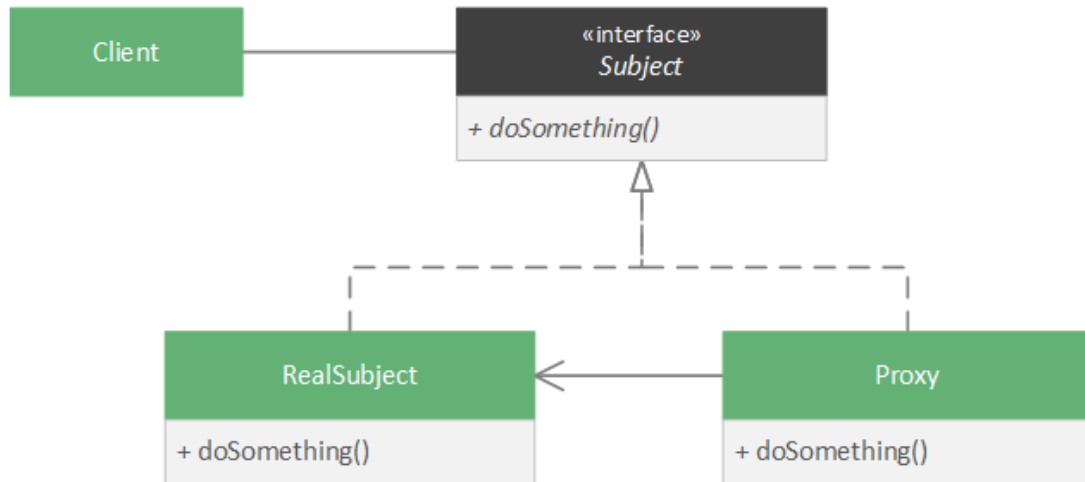 Client
«interface»
Subject
+ doSomething()
RealSubject
Proxy
+ doSomething()
+ doSomething()